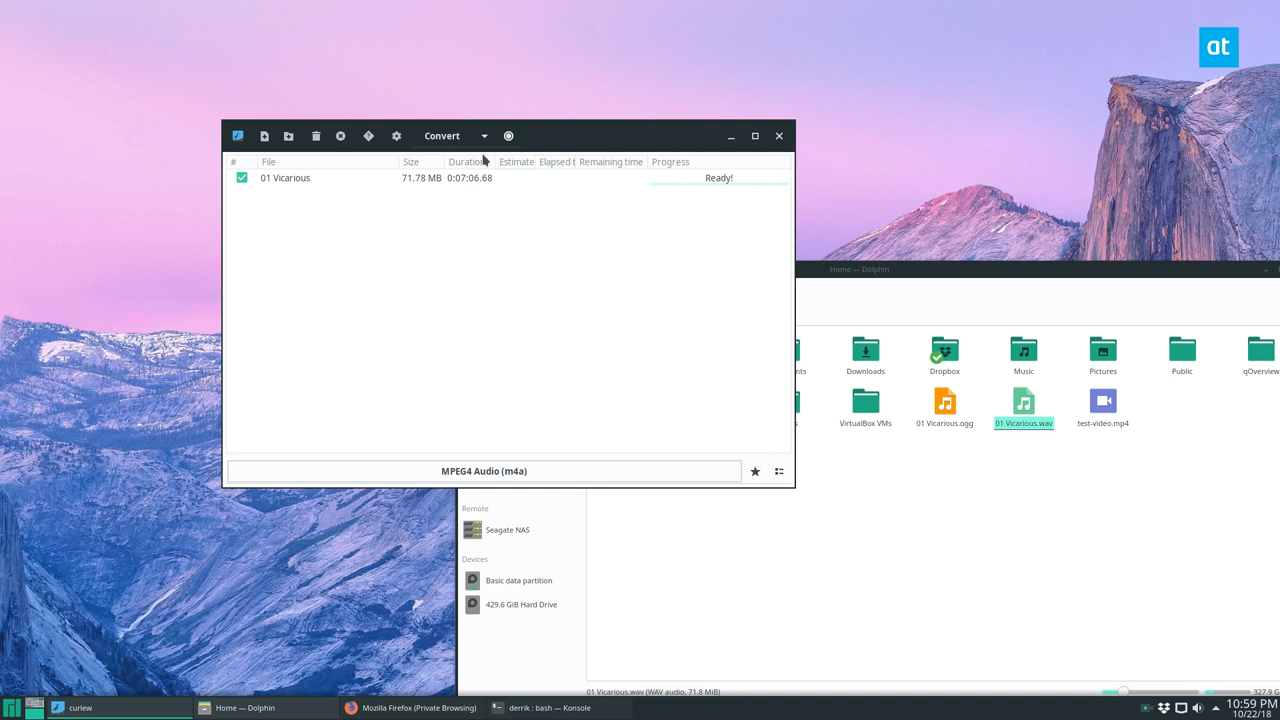 at
Convert
# File Size Duration Estimate Elapsed t Remaining time Progress
01 Vicarious 71.78 MB 0:07:06.68 Ready!
MPEG4 Audio (m4a)
Home — Dolphin
nts Downloads Dropbox Music Pictures Public qOverview
s VirtualBox VMs 01 Vicarious.ogg 01 Vicarious.wav test-video.mp4
Remote
Seagate NAS
Devices
Basic data partition
429.6 GiB Hard Drive
01 Vicarious.wav (WAV audio, 71.8 MiB) 327.9 G
curlew Home — Dolphin Mozilla Firefox (Private Browsing) derrik : bash — Konsole 10:59 PM
10/22/18